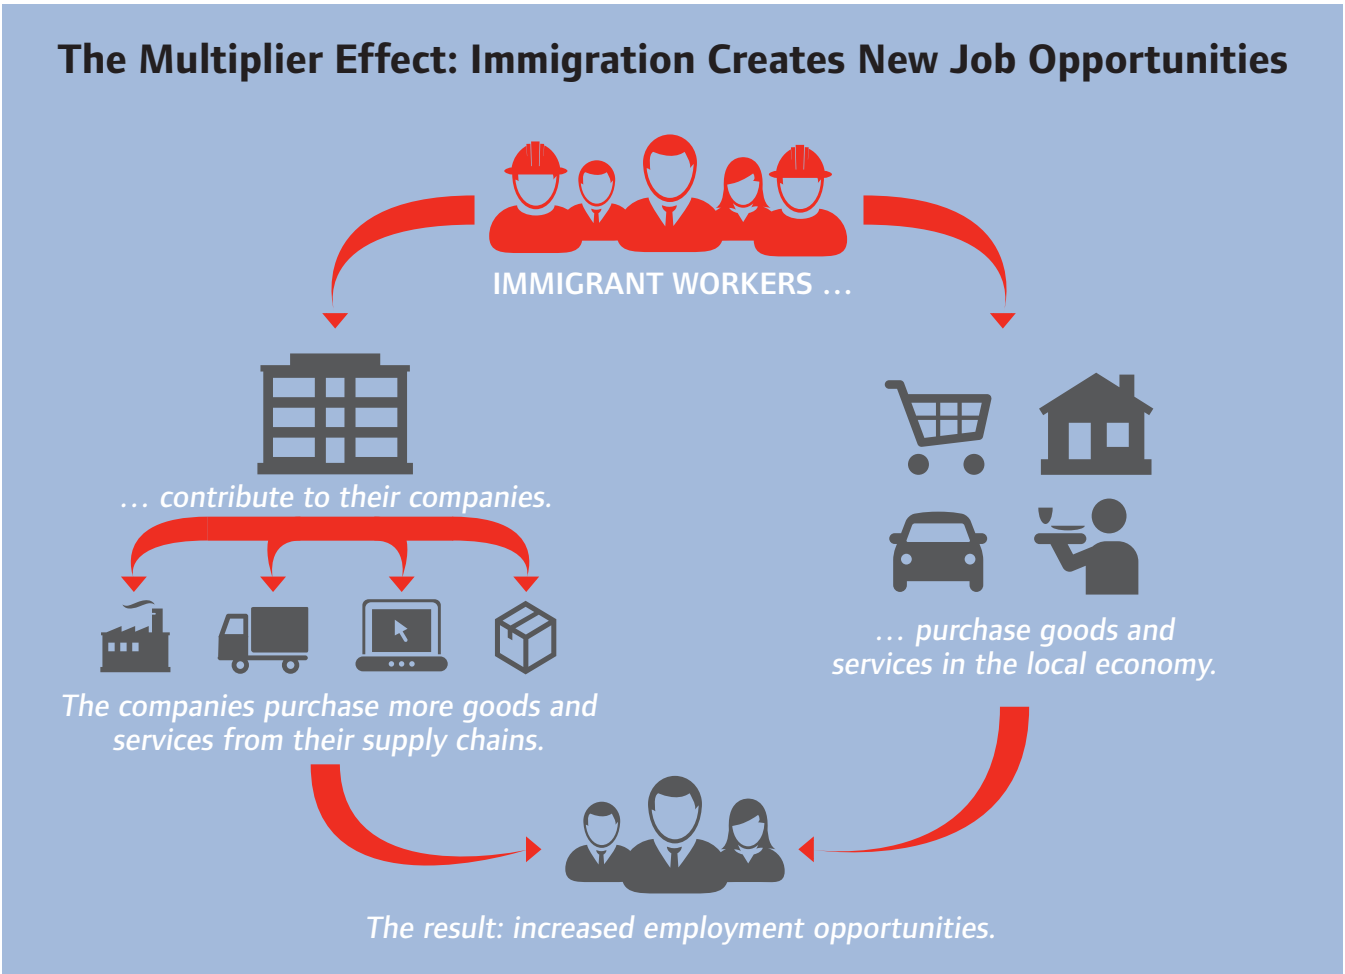 The Multiplier Effect: Immigration Creates New Job Opportunities
IMMIGRANT WORKERS …
… contribute to their companies.
The companies purchase more goods and
services from their supply chains.
… purchase goods and
services in the local economy.
The result: increased employment opportunities.